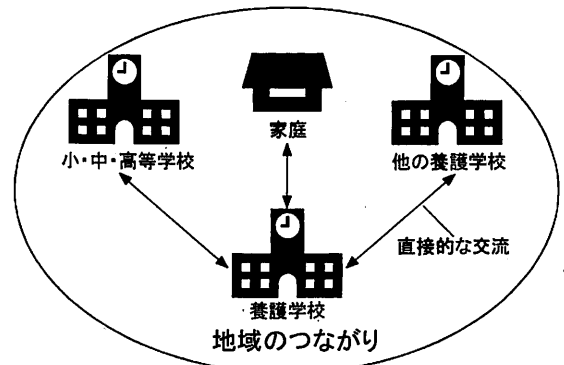 家庭
小・中・高等学校
他の養護学校
直接的な交流
養護学校
地域のつながり